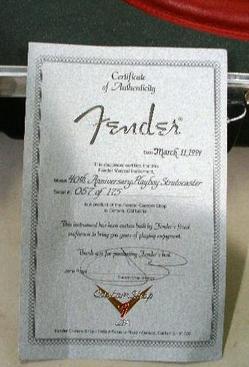 Certificate
of Authenticity
Fender
Date March 11, 1994
This document certifies that this
Fender Musical Instrument,
Model 40th Anniversary Playboy Stratocaster
Serial # 057 of 175
is a product of the Fender Custom Shop
in Corona, California
This instrument has been custom built by Fender's finest
craftsmen to bring you years of playing enjoyment.
Thank you for purchasing Fender's best.
Custom Shop
USA